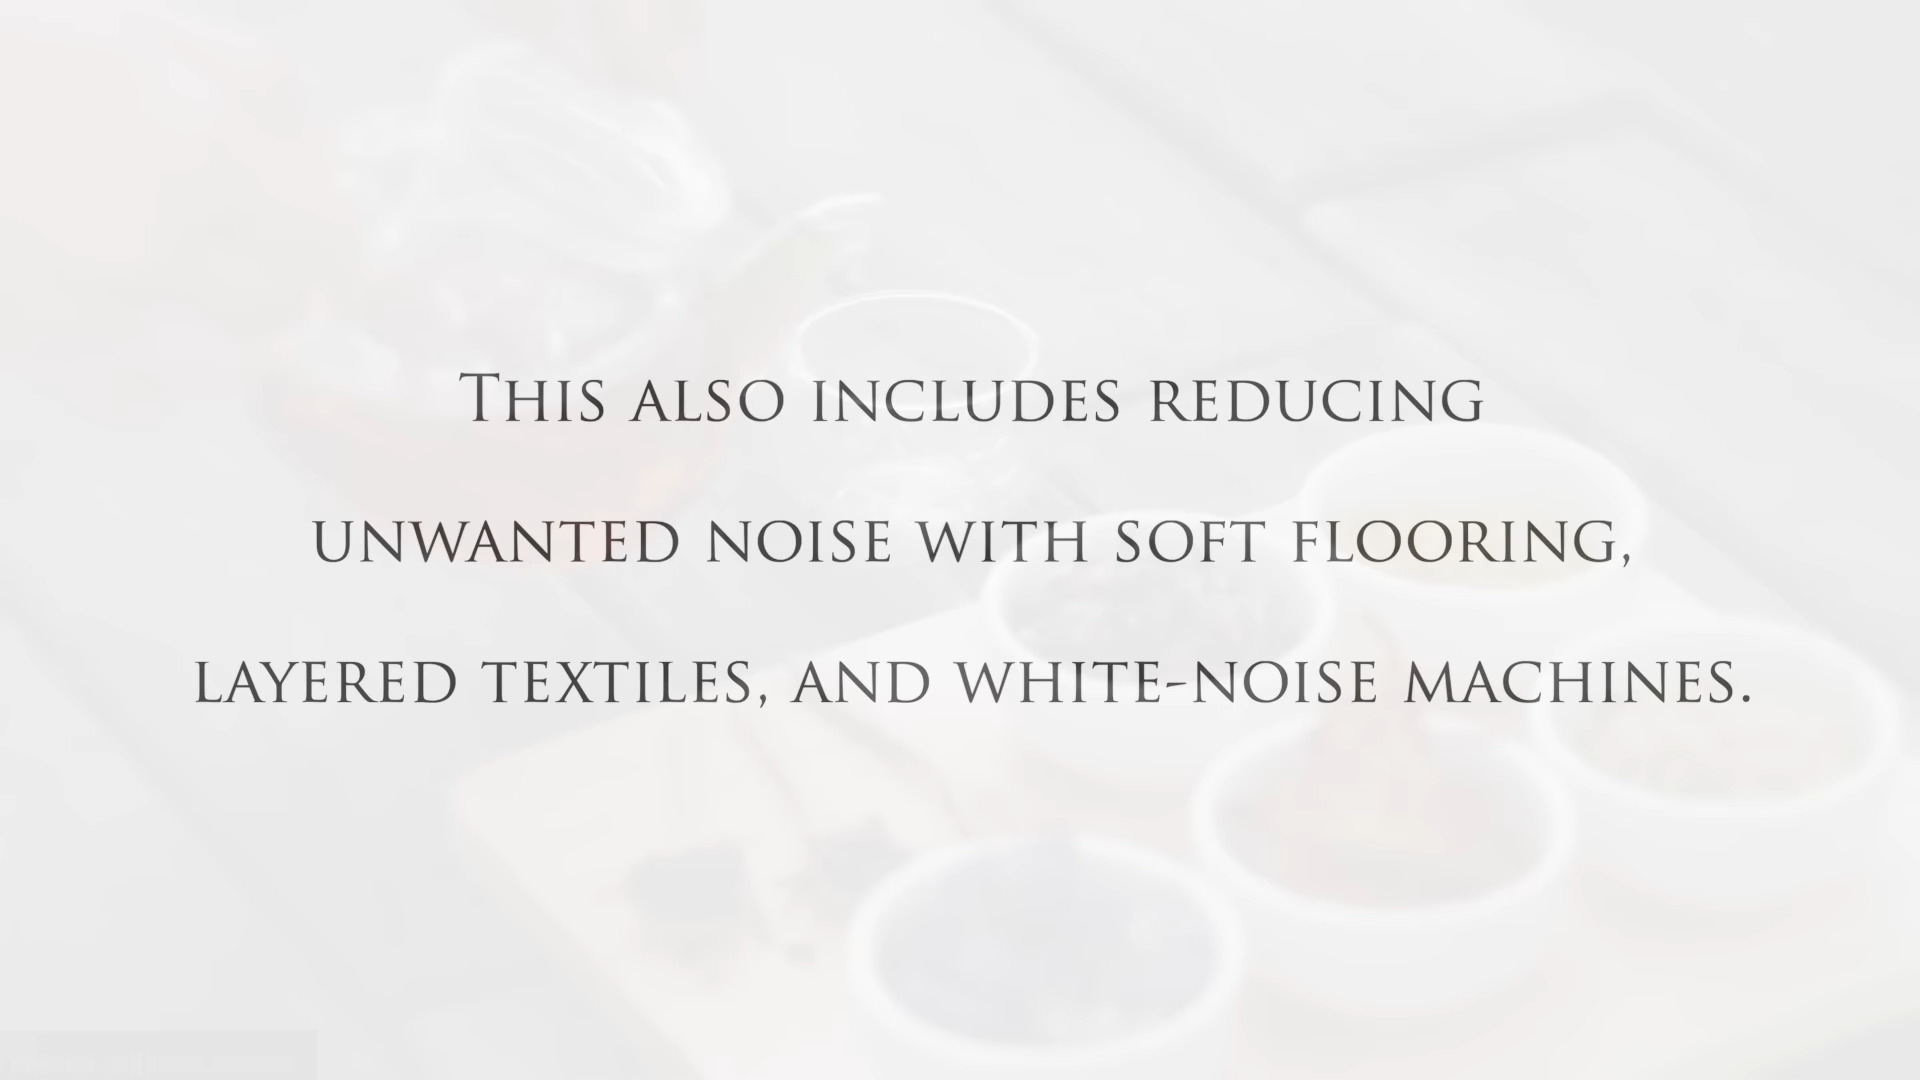 This also includes reducing
unwanted noise with soft flooring,
layered textiles, and white-noise machines.